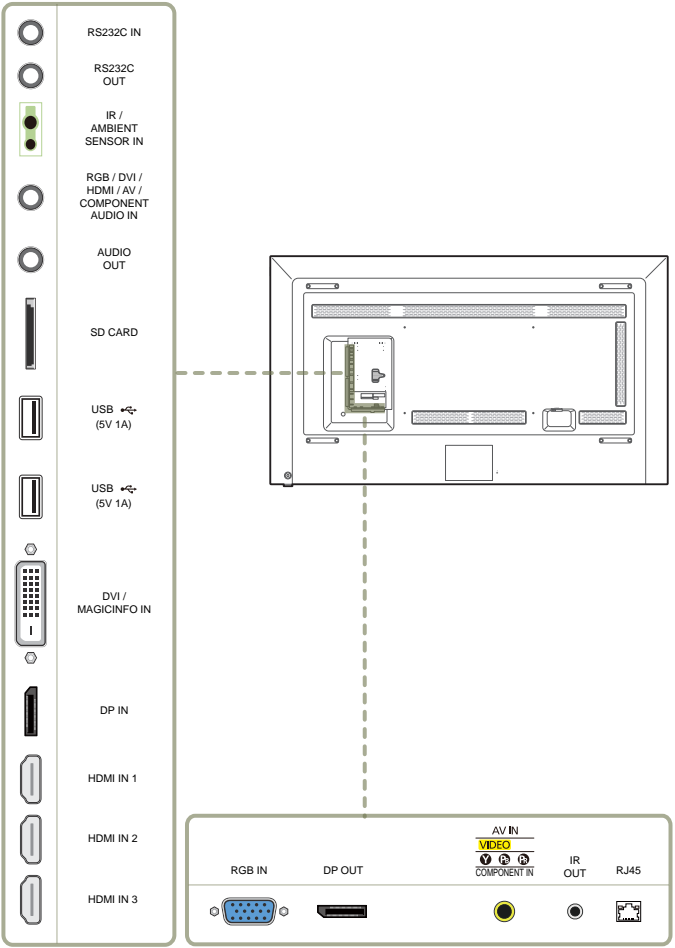 RS232C IN
RS232C
OUT
IR /
AMBIENT
SENSOR IN
RGB / DVI /
HDMI / AV /
COMPONENT
AUDIO IN
AUDIO
OUT
SD CARD
USB
(5V 1A)
USB
(5V 1A)
DVI /
MAGICINFO IN
DP IN
HDMI IN 1
HDMI IN 2
HDMI IN 3
RGB IN
DP OUT
AV IN
VIDEO
Y PB PR
COMPONENT IN
IR
OUT
RJ45